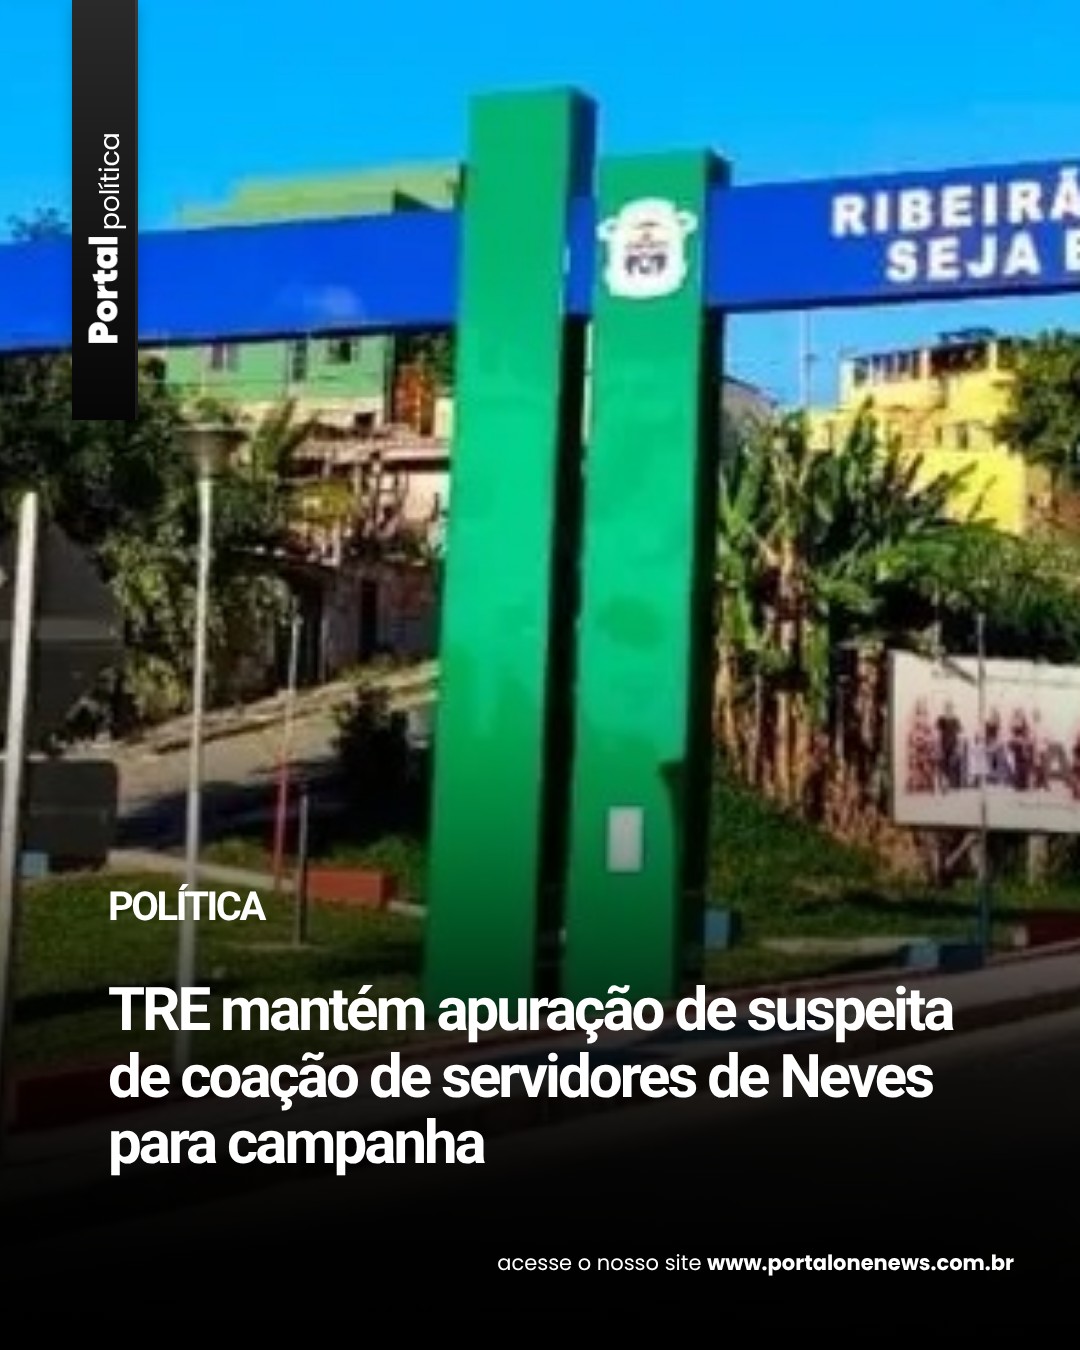 Portal política
RIBEIRÃ
SEJA E
POLÍTICA
TRE mantém apuração de suspeita
de coação de servidores de Neves
para campanha
acesse o nosso site www.portalonenews.com.br